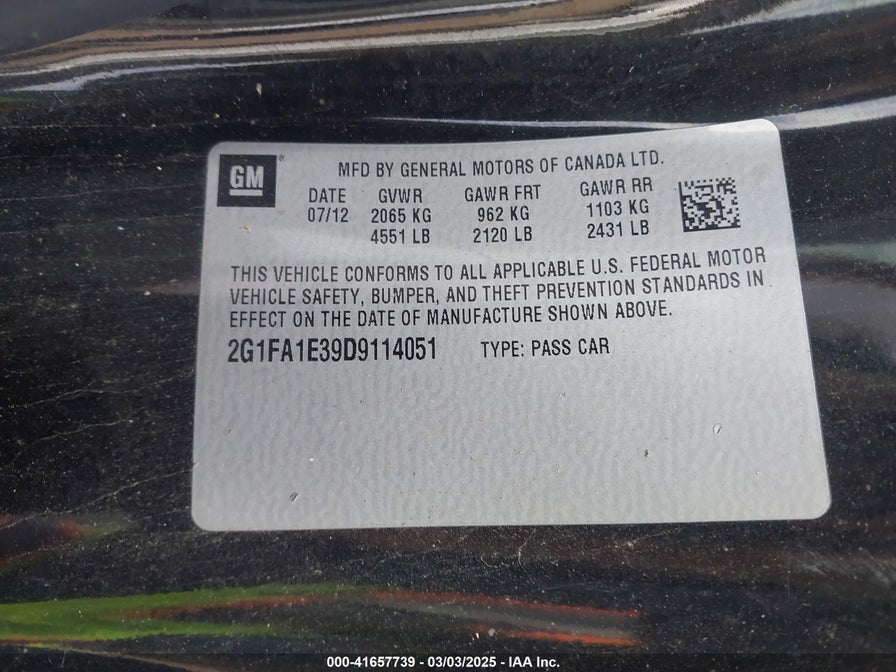 GM
MFD BY GENERAL MOTORS OF CANADA LTD.
DATE GVWR GAWR FRT GAWR RR
07/12 2065 KG 962 KG 1103 KG
4551 LB 2120 LB 2431 LB
THIS VEHICLE CONFORMS TO ALL APPLICABLE U.S. FEDERAL MOTOR
VEHICLE SAFETY, BUMPER, AND THEFT PREVENTION STANDARDS IN
EFFECT ON THE DATE OF MANUFACTURE SHOWN ABOVE.
2G1FA1E39D9114051 TYPE: PASS CAR
000-41657739 - 03/03/2025 - IAA Inc.